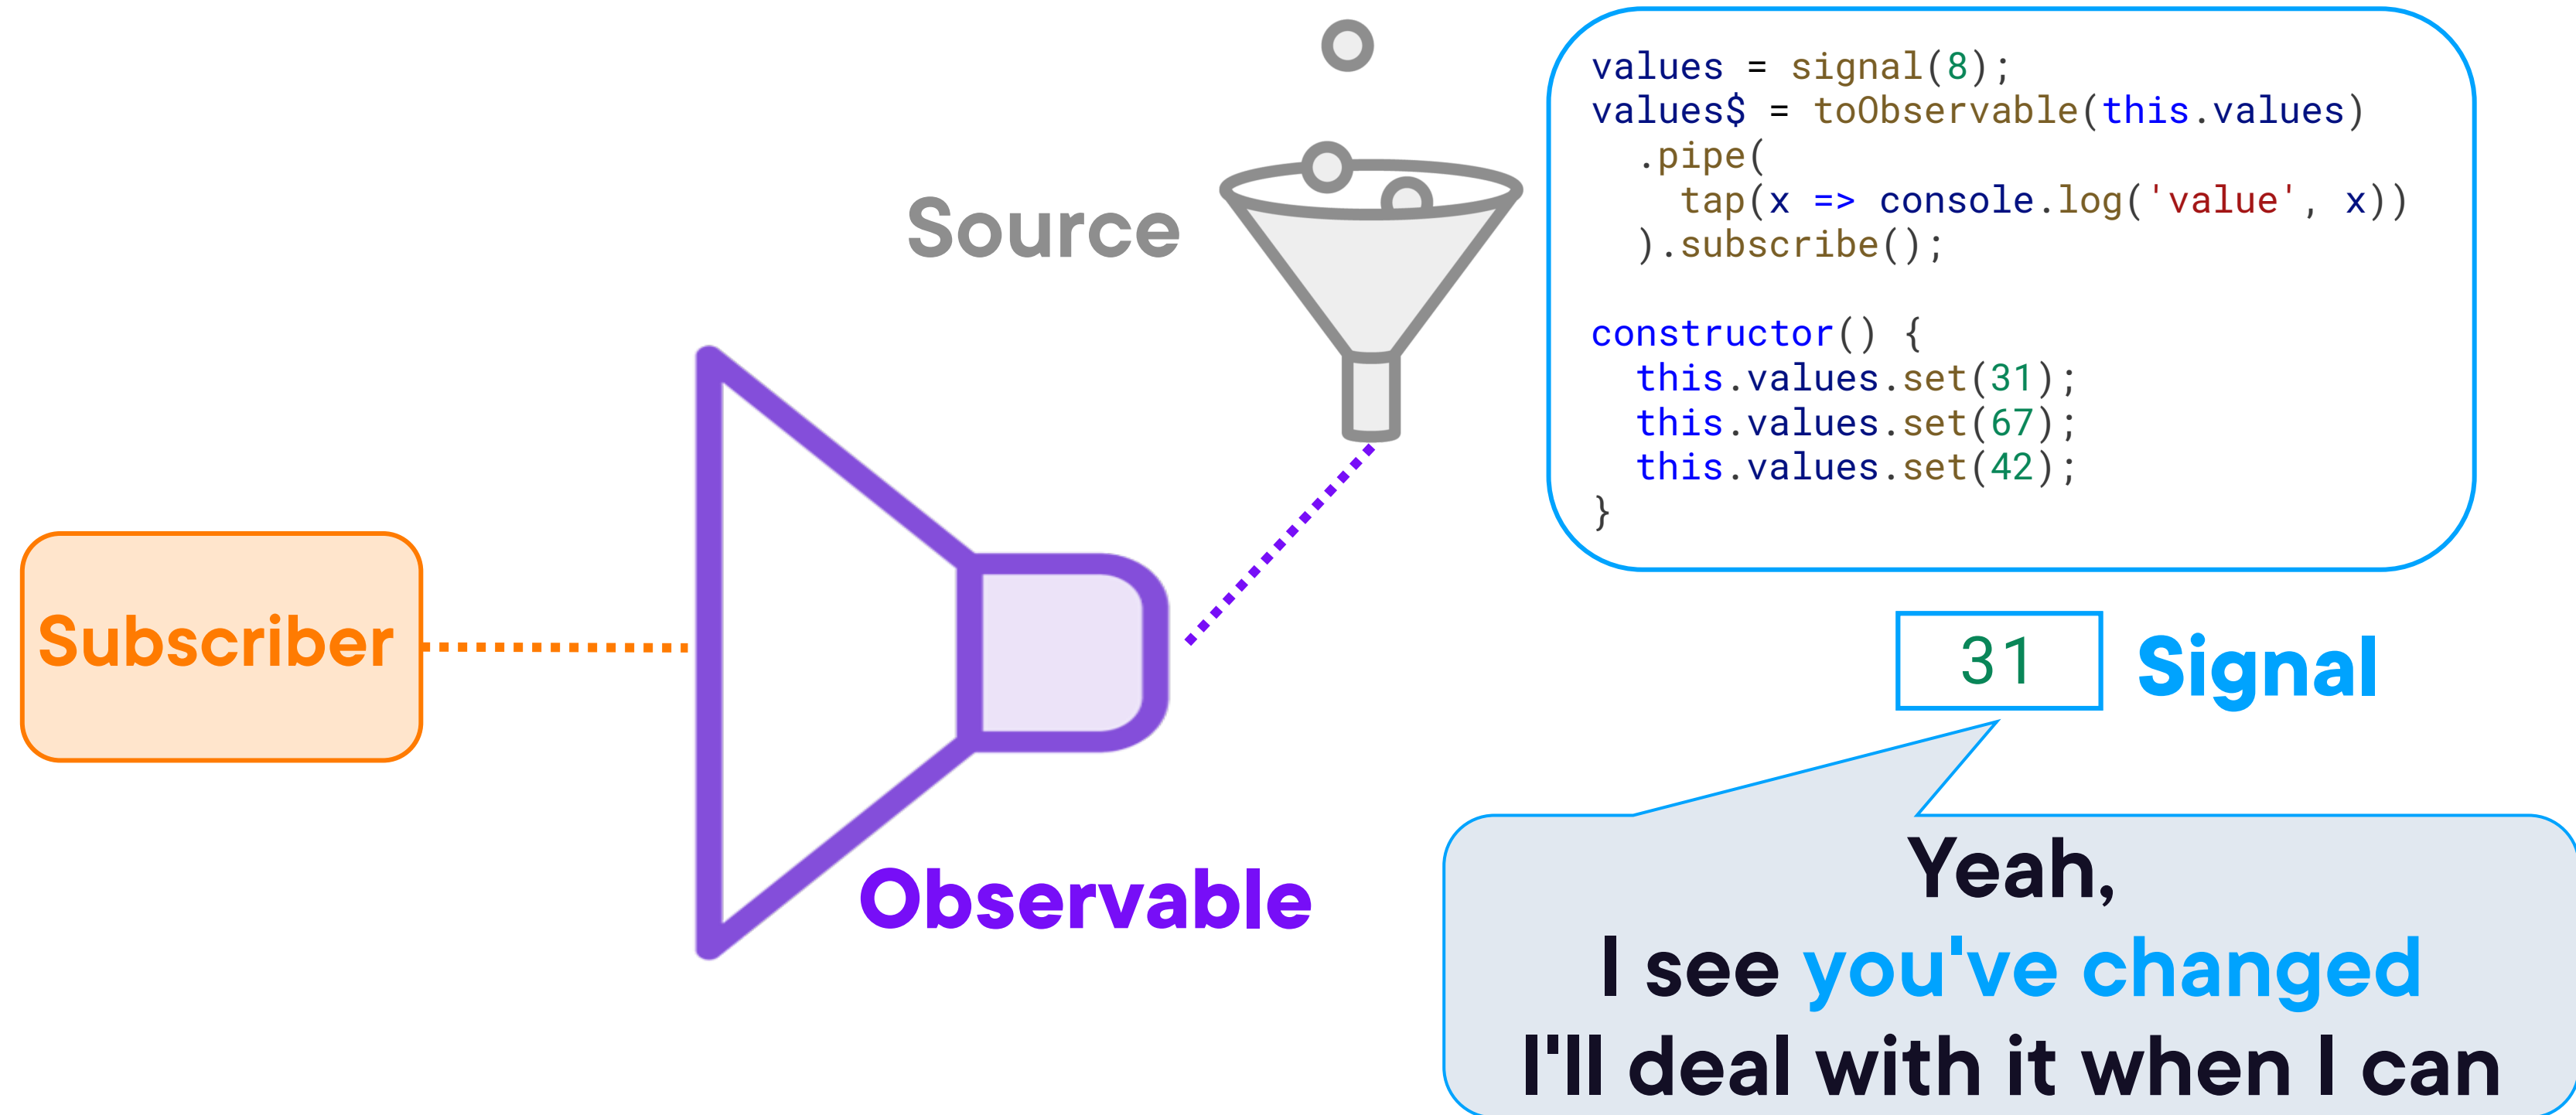 values = signal(8);
values$ = toObservable(this.values)
  .pipe(
    tap(x => console.log('value', x))
  ).subscribe();

constructor() {
  this.values.set(31);
  this.values.set(67);
  this.values.set(42);
}
Source
Subscriber
Observable
31
Signal
Yeah,
I see you've changed
I'll deal with it when I can